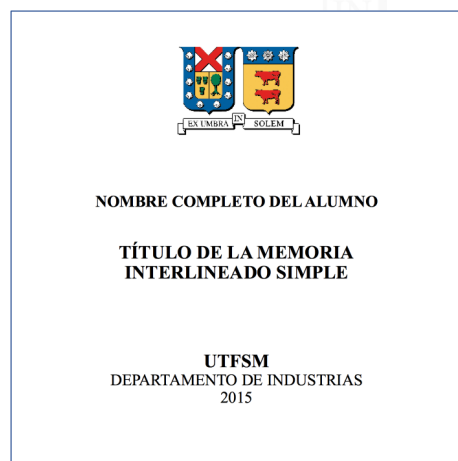 EX UMBRA IN SOLEM
NOMBRE COMPLETO DEL ALUMNO
TÍTULO DE LA MEMORIA
INTERLINEADO SIMPLE
UTFSM
DEPARTAMENTO DE INDUSTRIAS
2015